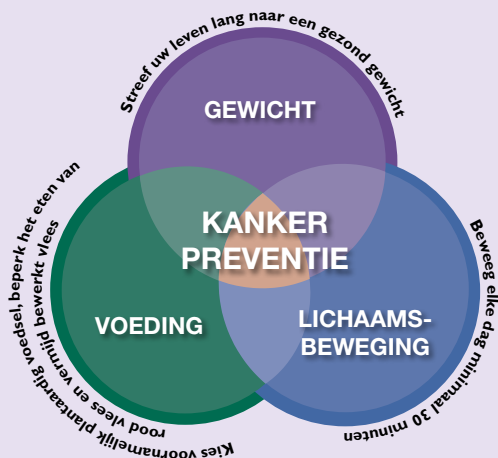 Streef uw leven lang naar een gezond gewicht
GEWICHT
KANKER
PREVENTIE
VOEDING
LICHAAMS-
BEWEGING
Kies voornamelijk plantaardig voedsel, beperk het eten van
rood vlees en vermijd bewerkt vlees
Beweeg elke dag minimaal 30 minuten